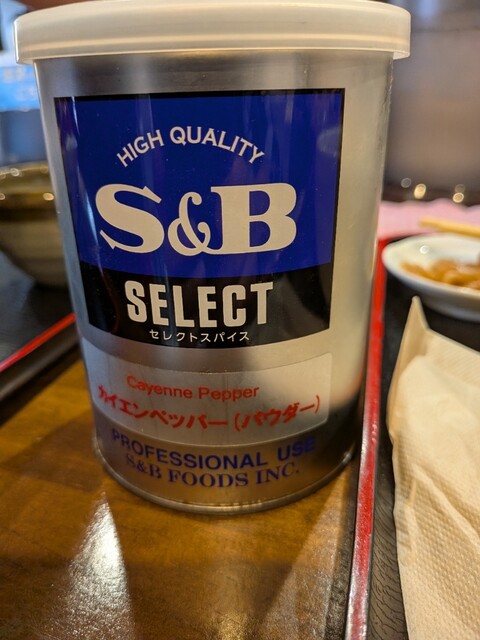 HIGH QUALITY
S&B
SELECT
セレクトスパイス
Cayenne Pepper
カイエンペッパー(パウダー)
PROFESSIONAL USE
S&B FOODS INC.